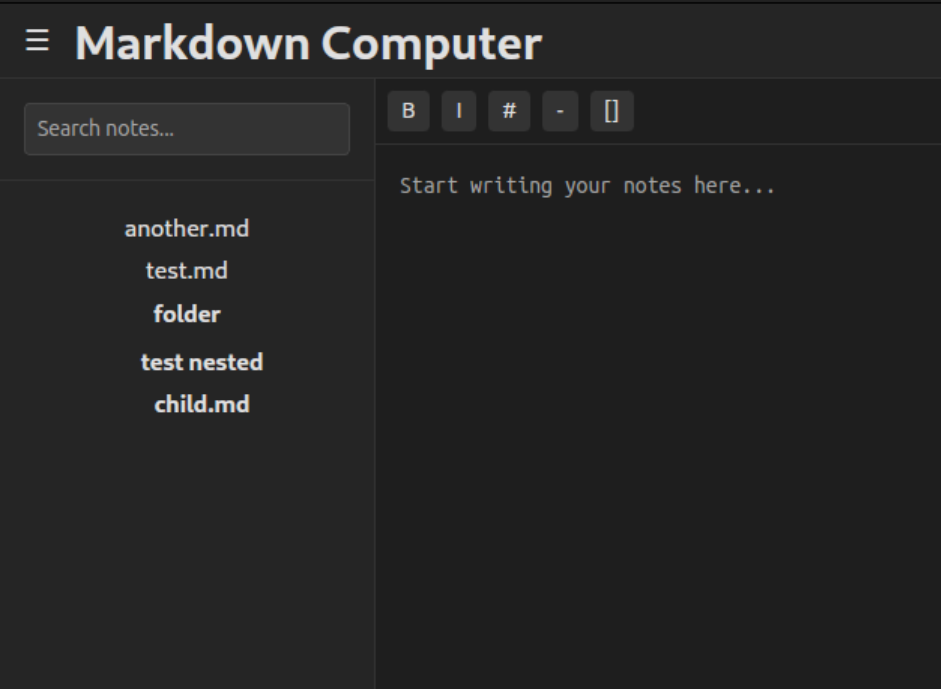 ☰ Markdown Computer
Search notes...
another.md
test.md
folder
test nested
child.md
B I # - []
Start writing your notes here...